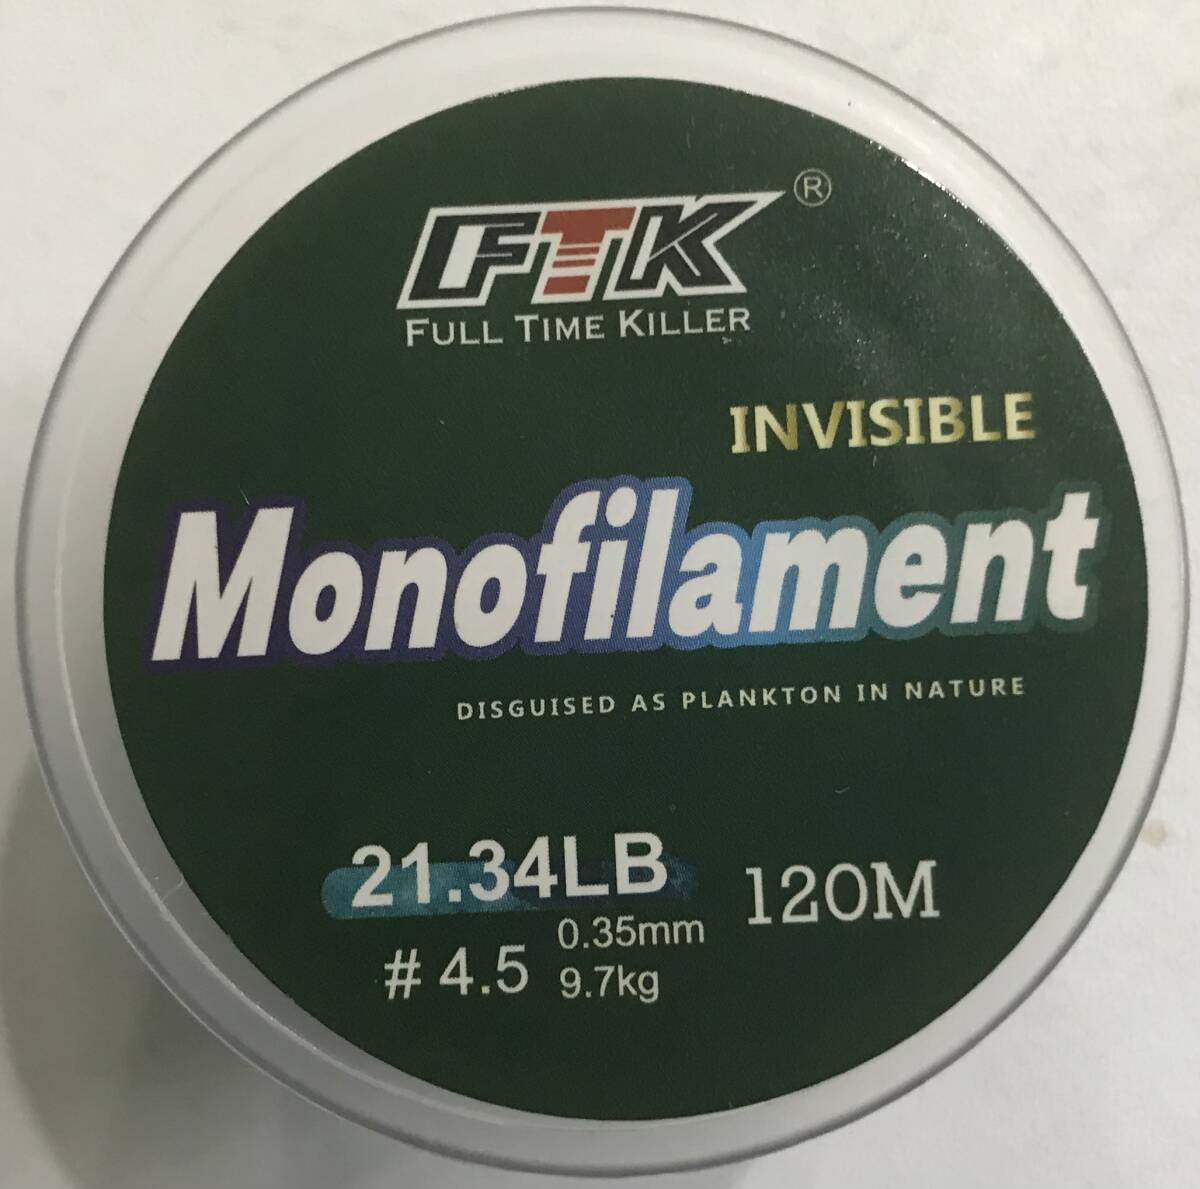 FTK®
FULL TIME KILLER
INVISIBLE
Monofilament
DISGUISED AS PLANKTON IN NATURE
21.34LB
120M
# 4.5
0.35mm
9.7kg